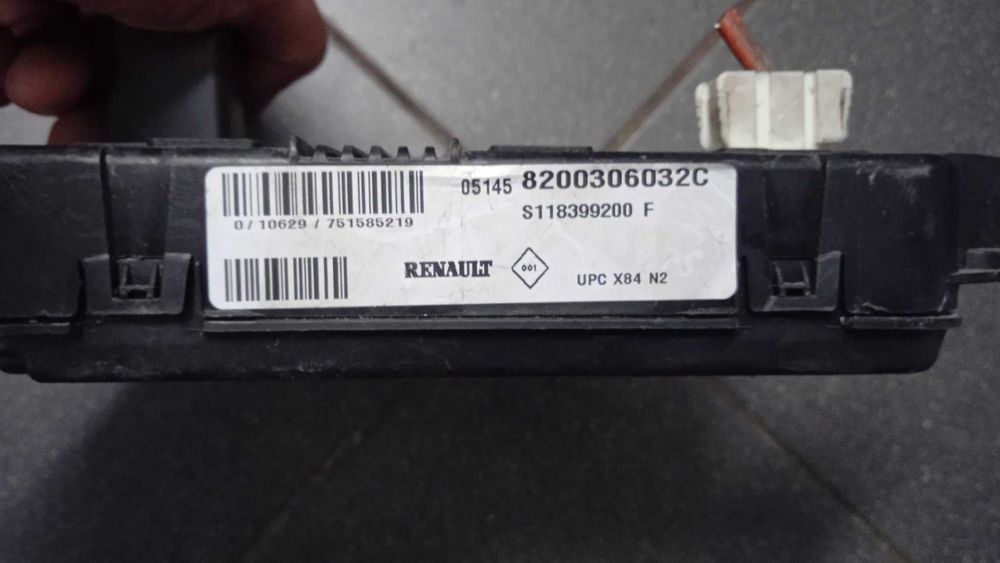 05145 8200306032C
S118399200 F
0/10629/751585219
RENAULT
001
UPC X84 N2